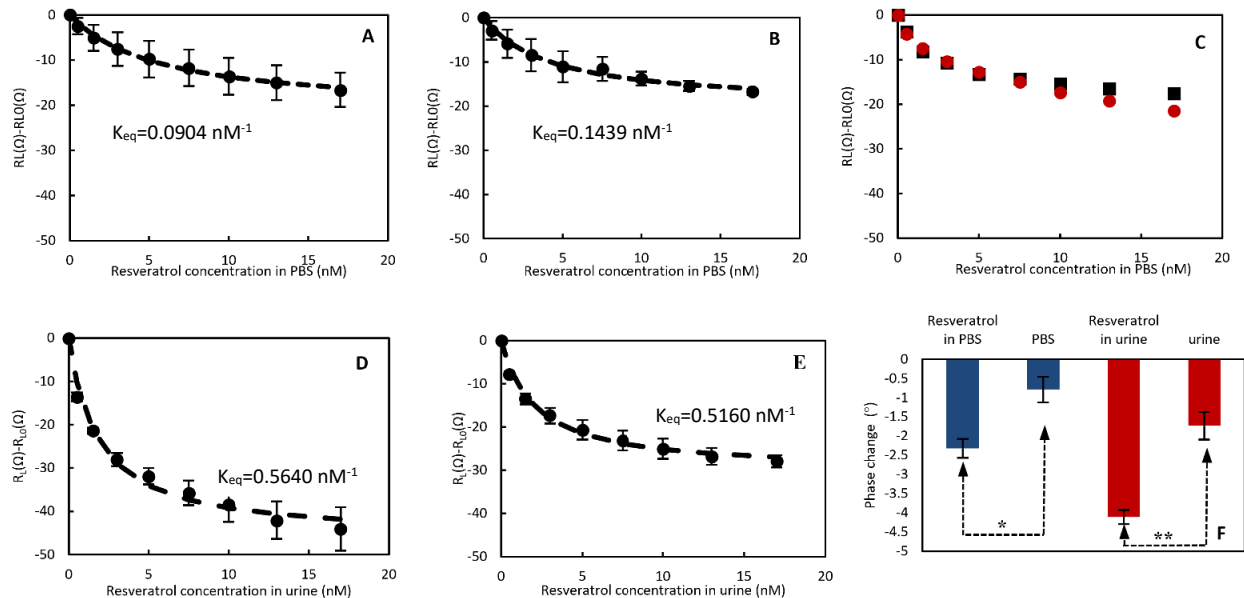 A
RL(Ω)-RL0(Ω)
0
-10
-20
-30
-40
-50
Keq=0.0904 nM-1
0 5 10 15 20
Resveratrol concentration in PBS (nM)
B
RL(Ω)-RL0(Ω)
0
-10
-20
-30
-40
-50
Keq=0.1439 nM-1
0 5 10 15 20
Resveratrol concentration in PBS (nM)
C
RL(Ω)-RL0(Ω)
0
-10
-20
-30
-40
-50
0 5 10 15 20
Resveratrol concentration in PBS (nM)
D
RL(Ω)-RL0(Ω)
0
-10
-20
-30
-40
-50
Keq=0.5640 nM-1
0 5 10 15 20
Resveratrol concentration in urine (nM)
E
RL(Ω)-RL0(Ω)
0
-10
-20
-30
-40
-50
Keq=0.5160 nM-1
0 5 10 15 20
Resveratrol concentration in urine (nM)
Resveratrol
in PBS
PBS
Resveratrol
in urine
urine
Phase change (°)
0
-0.5
-1
-1.5
-2
-2.5
-3
-3.5
-4
-4.5
-5
*
**
F